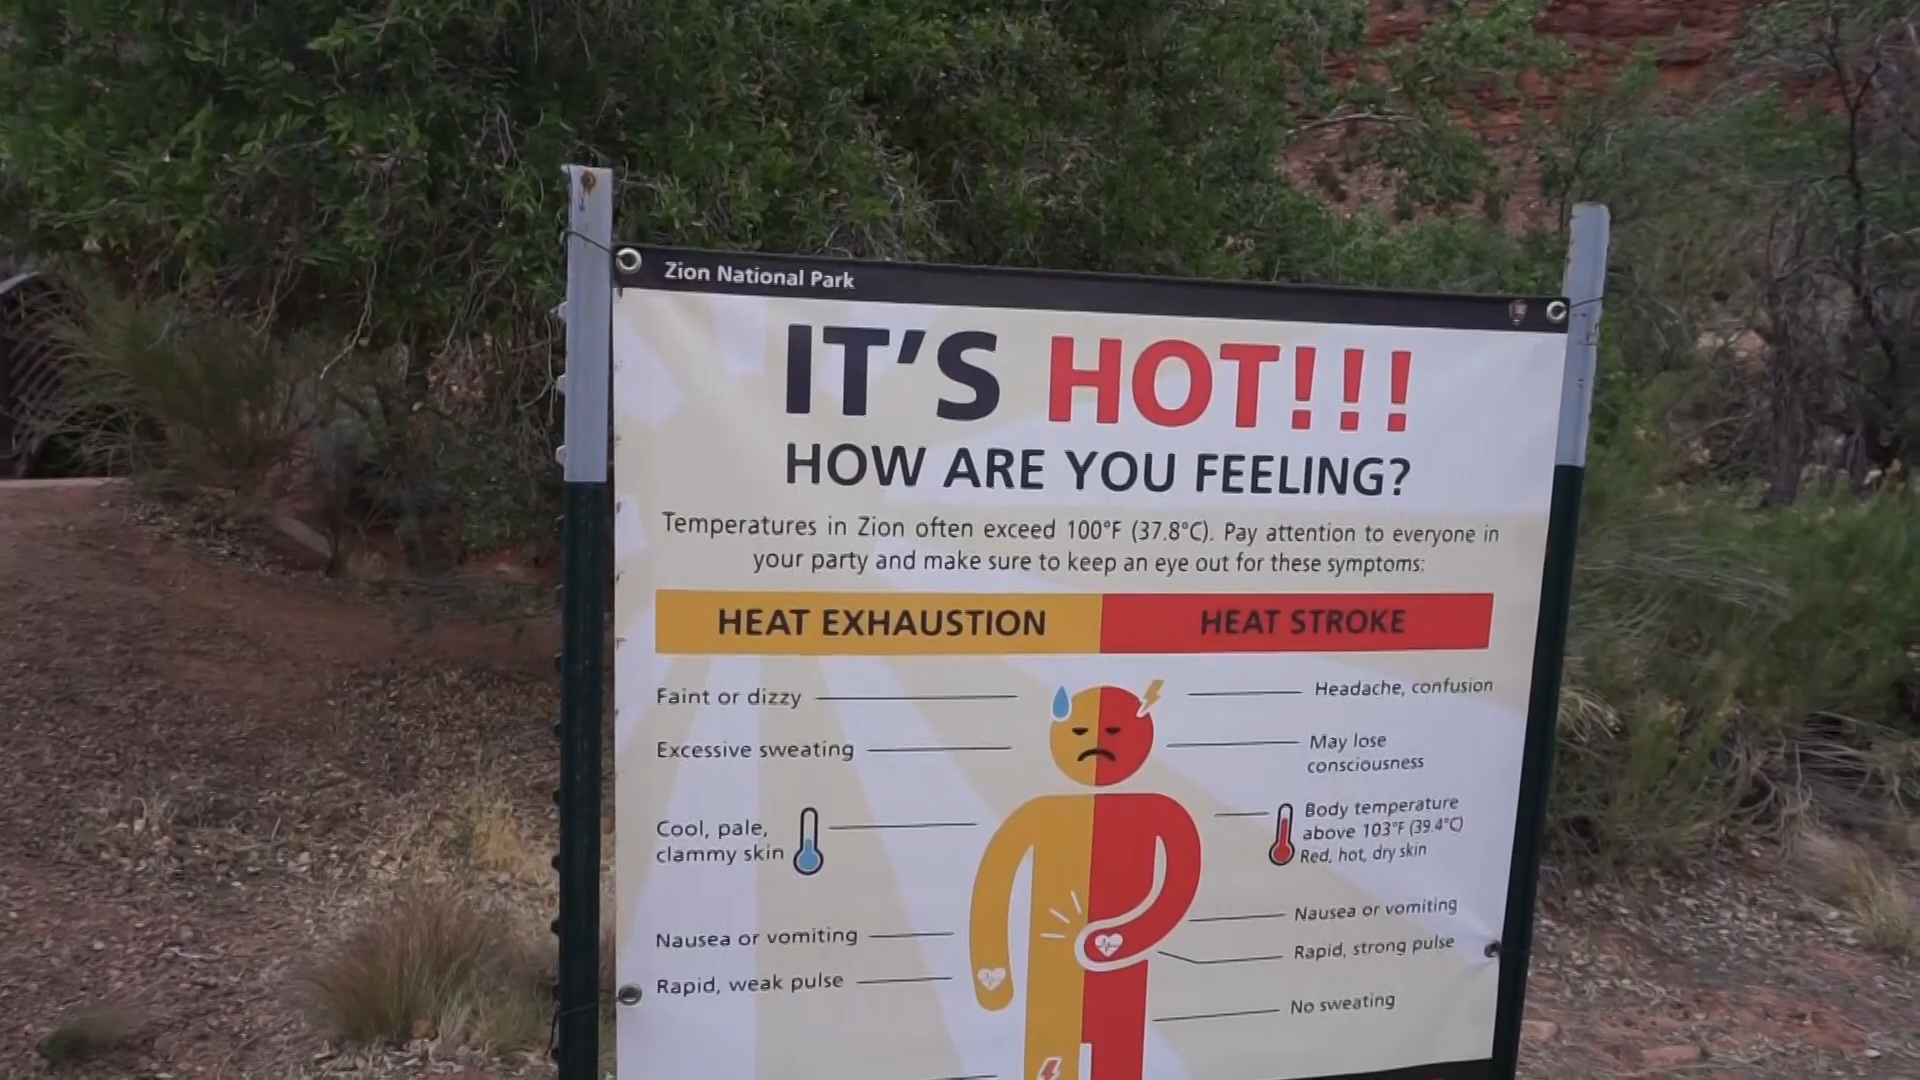 Zion National Park
IT'S HOT!!!
HOW ARE YOU FEELING?
Temperatures in Zion often exceed 100°F (37.8°C). Pay attention to everyone in
your party and make sure to keep an eye out for these symptoms:
HEAT EXHAUSTION
Faint or dizzy
Excessive sweating
Cool, pale,
clammy skin
Nausea or vomiting
Rapid, weak pulse
HEAT STROKE
Headache, confusion
May lose
consciousness
Body temperature
above 103°F (39.4°C)
Red, hot, dry skin
Nausea or vomiting
Rapid, strong pulse
No sweating